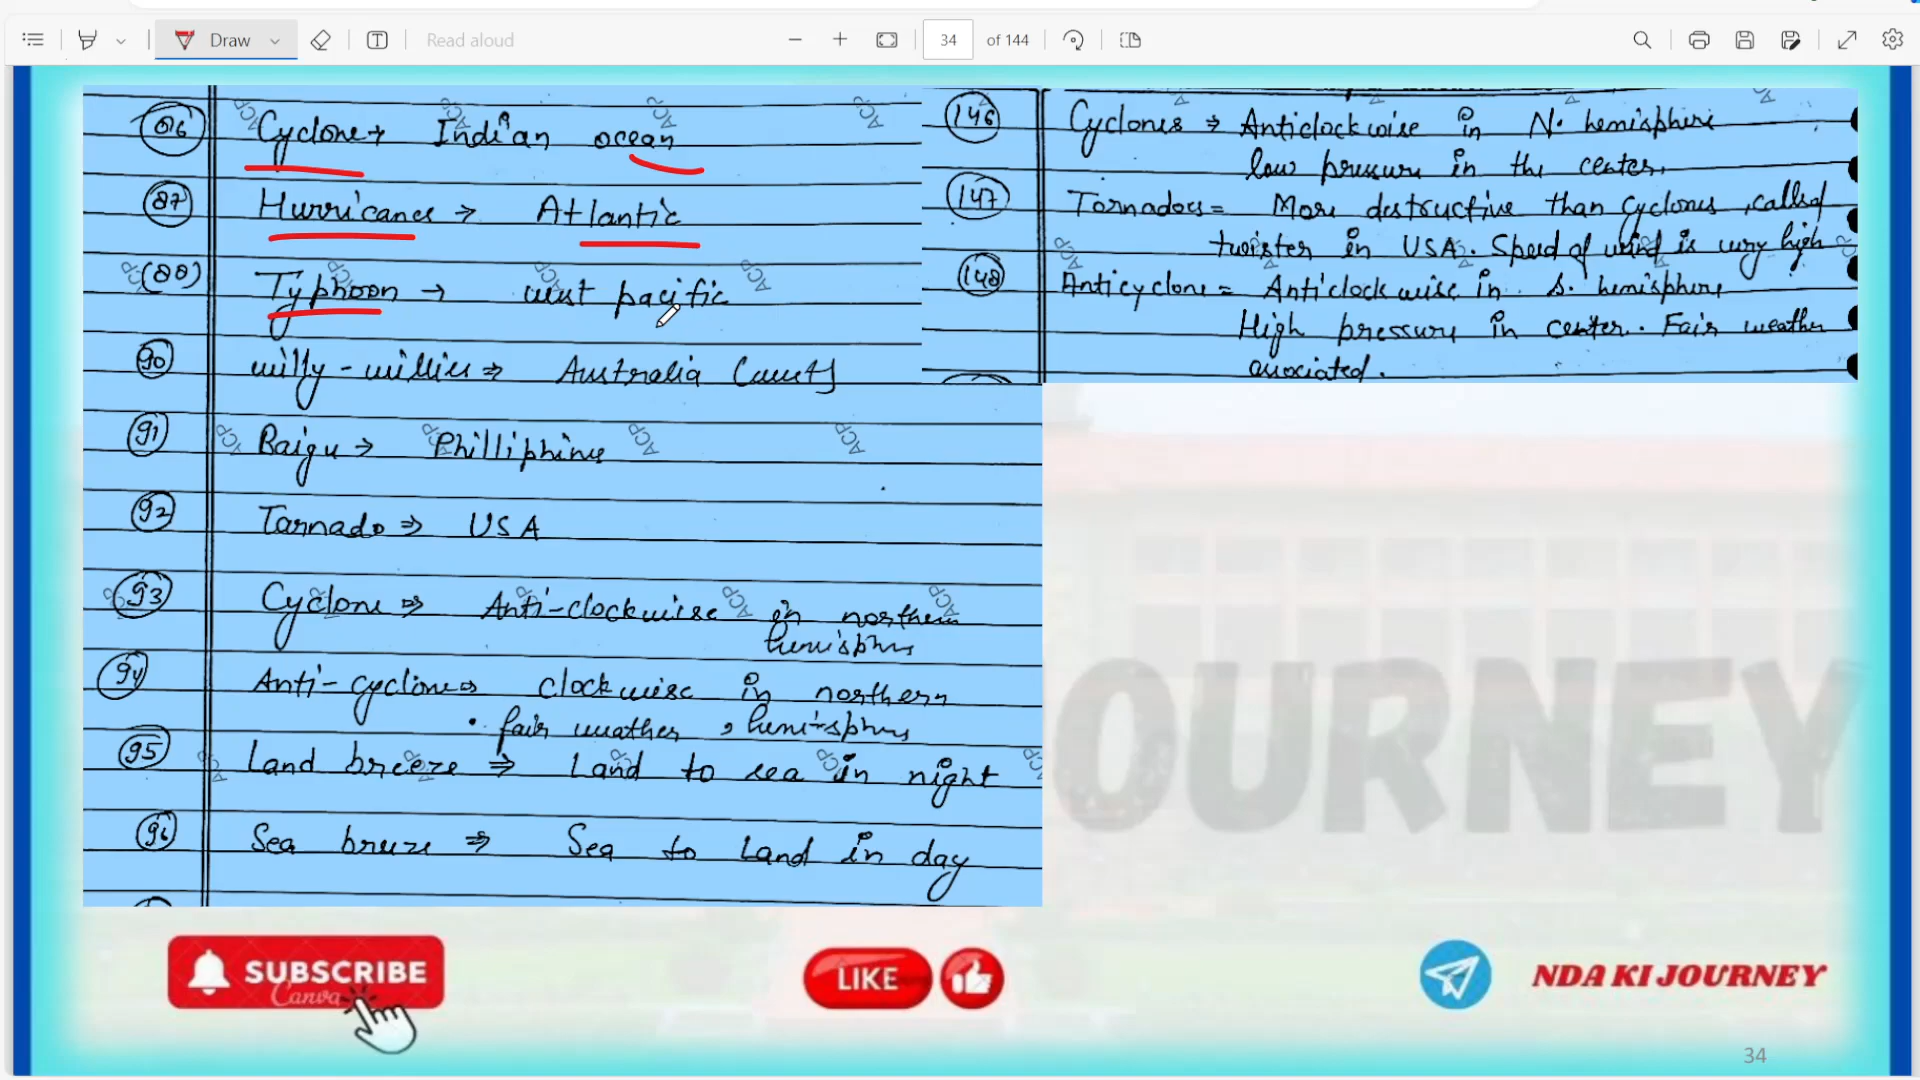 Draw
Read aloud
34 of 144
86 Cyclone → Indian ocean
87 Hurricanes → Atlantic
(88) Typhoon → west pacific
90 willy-willies ⇒ Australia
91 Baigu → Philliphine
92 Tarnado ⇒ USA
93 Cyclone ⇒ Anti-clockwise in northern
hemisphre
94 Anti-cyclone ⇒ clockwise in northern
• fair weather , hemisphre
95 Land breeze ⇒ Land to sea in night
96 Sea breeze ⇒ Sea to Land in day
146 Cyclones → Anticlockwise in N. hemisphere
low pressure in the center.
147 Tornadoes = More destructive than cyclones, called
twister in USA. Speed of wind is very high
148 Anticyclone = Anticlockwise in S. hemisphere
High pressure in center. Fair weather
associated.
OURNEY
SUBSCRIBE
Canva
LIKE
NDA KI JOURNEY
34